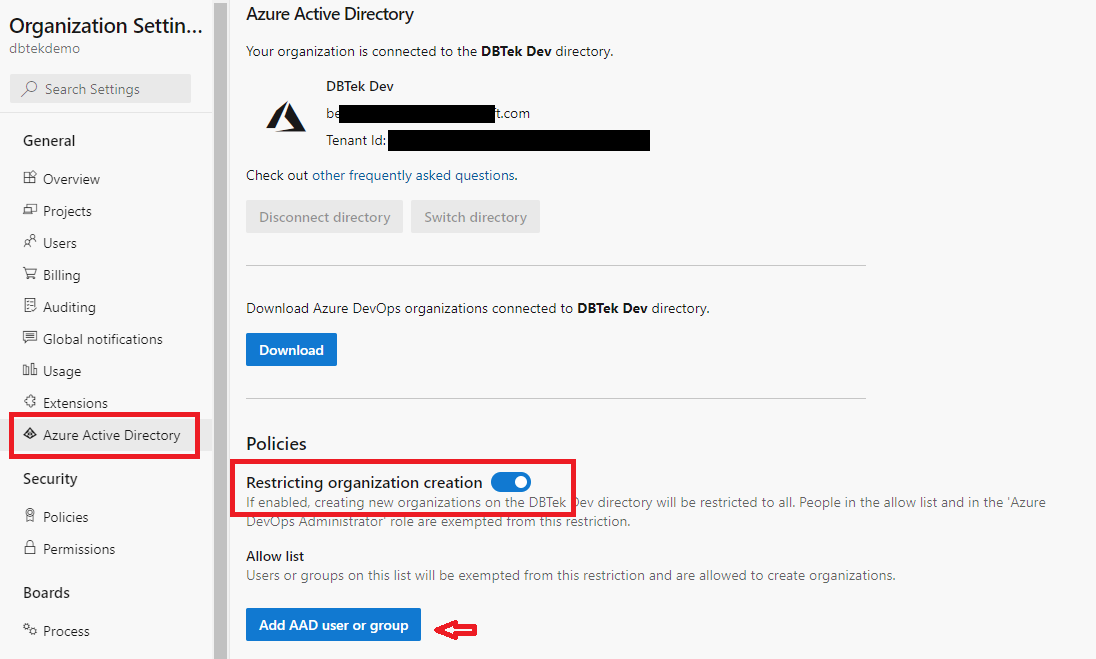 Organization Settin...
dbtekdemo
Search Settings
General
Overview
Projects
Users
Billing
Auditing
Global notifications
Usage
Extensions
Azure Active Directory
Security
Policies
Permissions
Boards
Process
Azure Active Directory
Your organization is connected to the DBTek Dev directory.
DBTek Dev
be t.com
Tenant Id:
Check out other frequently asked questions.
Disconnect directory
Switch directory
Download Azure DevOps organizations connected to DBTek Dev directory.
Download
Policies
Restricting organization creation
If enabled, creating new organizations on the DBTek Dev directory will be restricted to all. People in the allow list and in the 'Azure
DevOps Administrator' role are exempted from this restriction.
Allow list
Users or groups on this list will be exempted from this restriction and are allowed to create organizations.
Add AAD user or group